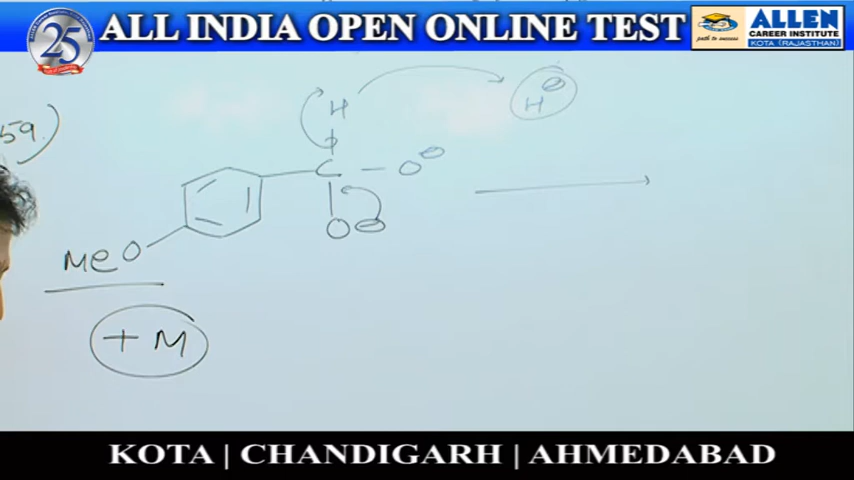 25
ALL INDIA OPEN ONLINE TEST
path to success
ALLEN
CAREER INSTITUTE
KOTA (RAJASTHAN)
59.)
H
H⊖
C – O⊖
O⊖
MeO
+ M
KOTA | CHANDIGARH | AHMEDABAD